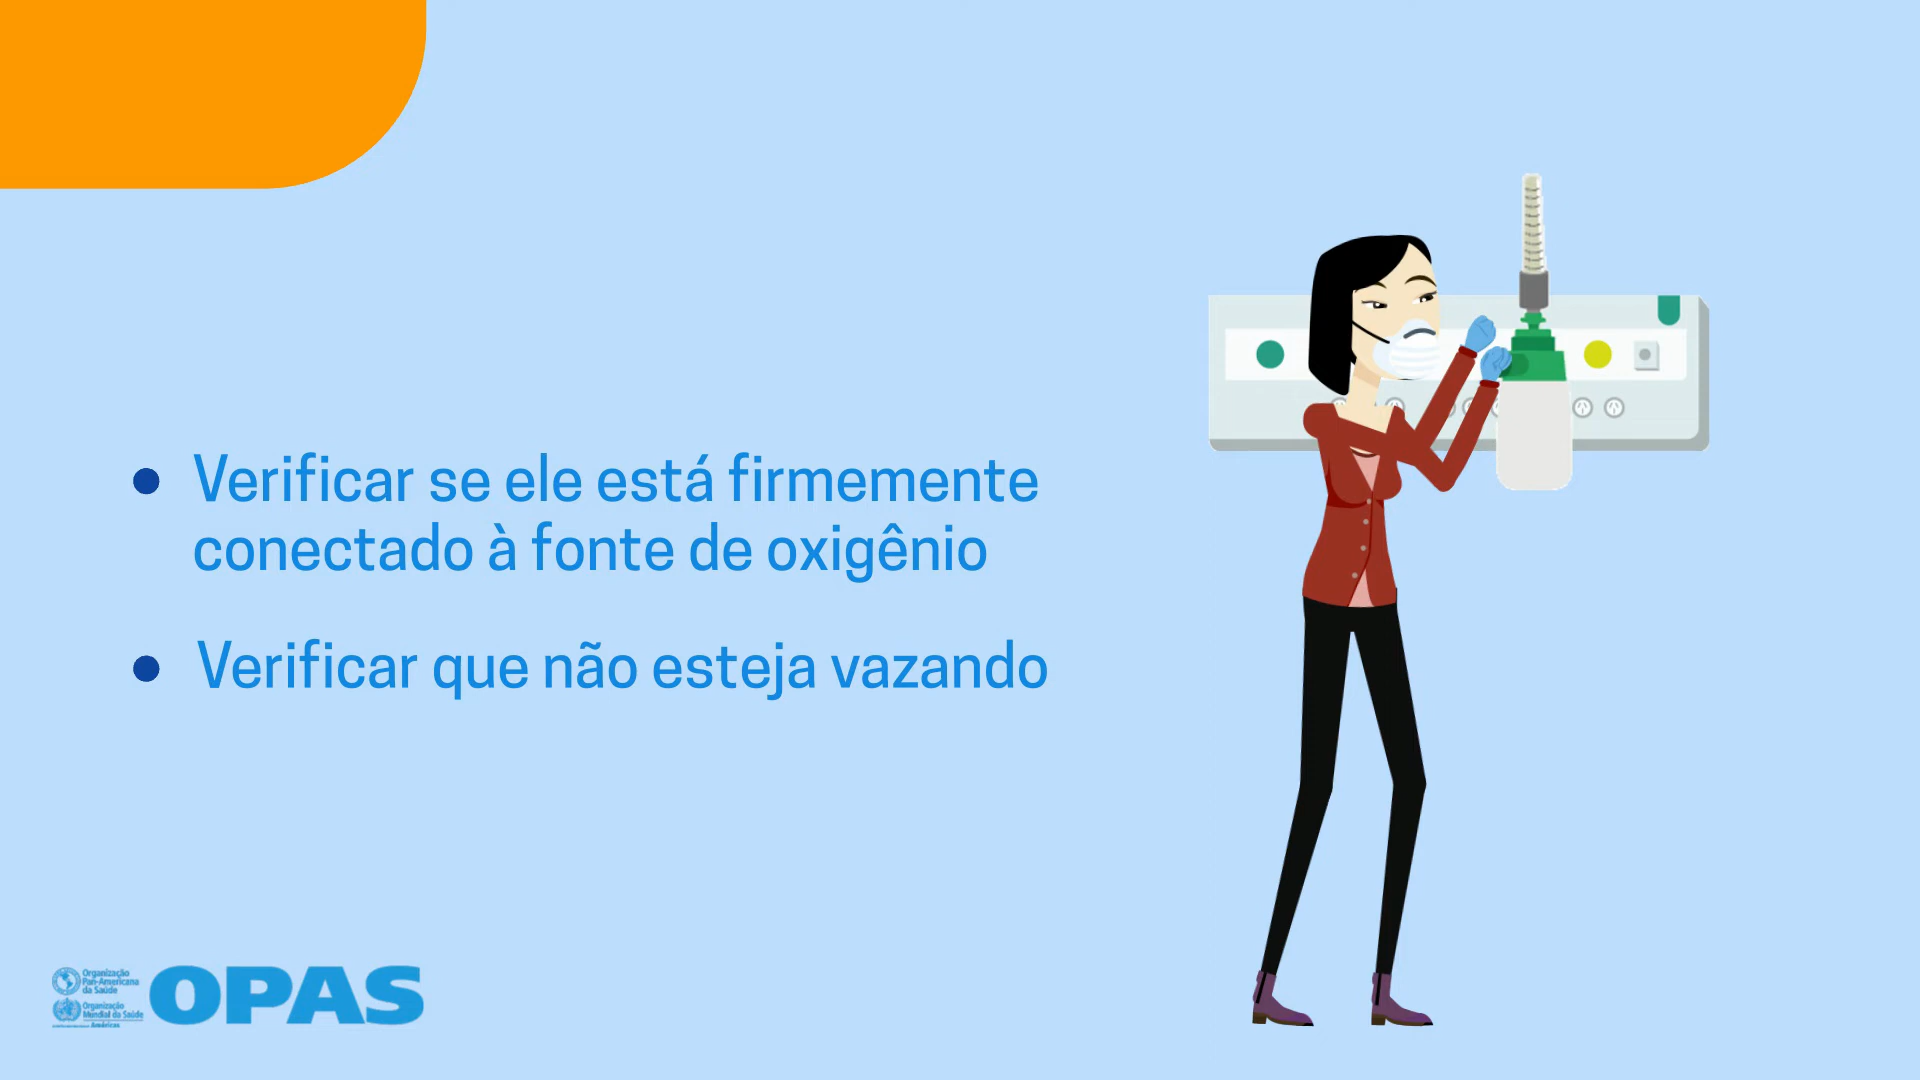 Verificar se ele está firmemente
conectado à fonte de oxigênio
Verificar que não esteja vazando
Organização
Pan-Americana
da Saúde
Organização
Mundial da Saúde
Américas
OPAS